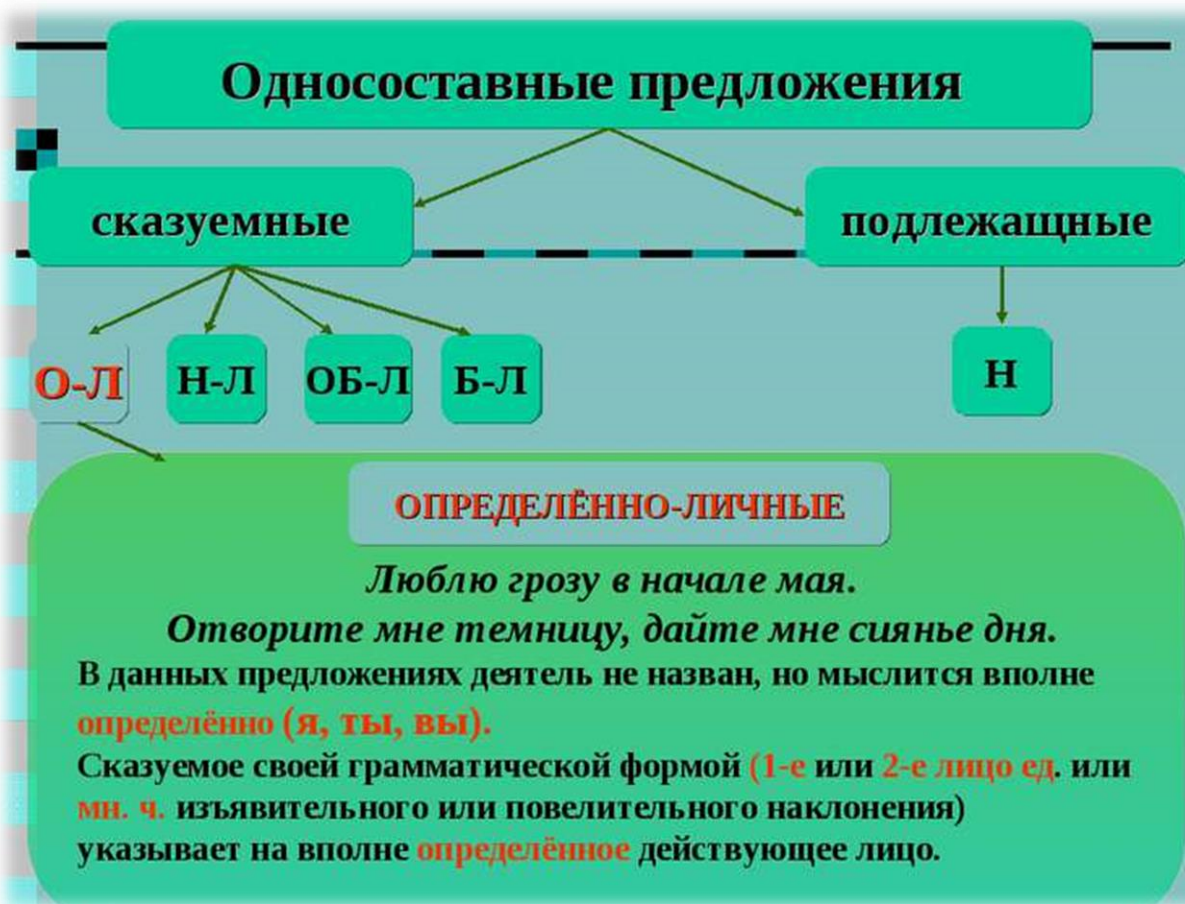 Односоставные предложения
сказуемные
подлежащные
О-Л
Н-Л
ОБ-Л
Б-Л
Н
ОПРЕДЕЛЁННО-ЛИЧНЫЕ
Люблю грозу в начале мая.
Отворите мне темницу, дайте мне сиянье дня.
В данных предложениях деятель не назван, но мыслится вполне
определённо (я, ты, вы).
Сказуемое своей грамматической формой (1-е или 2-е лицо ед. или
мн. ч. изъявительного или повелительного наклонения)
указывает на вполне определённое действующее лицо.